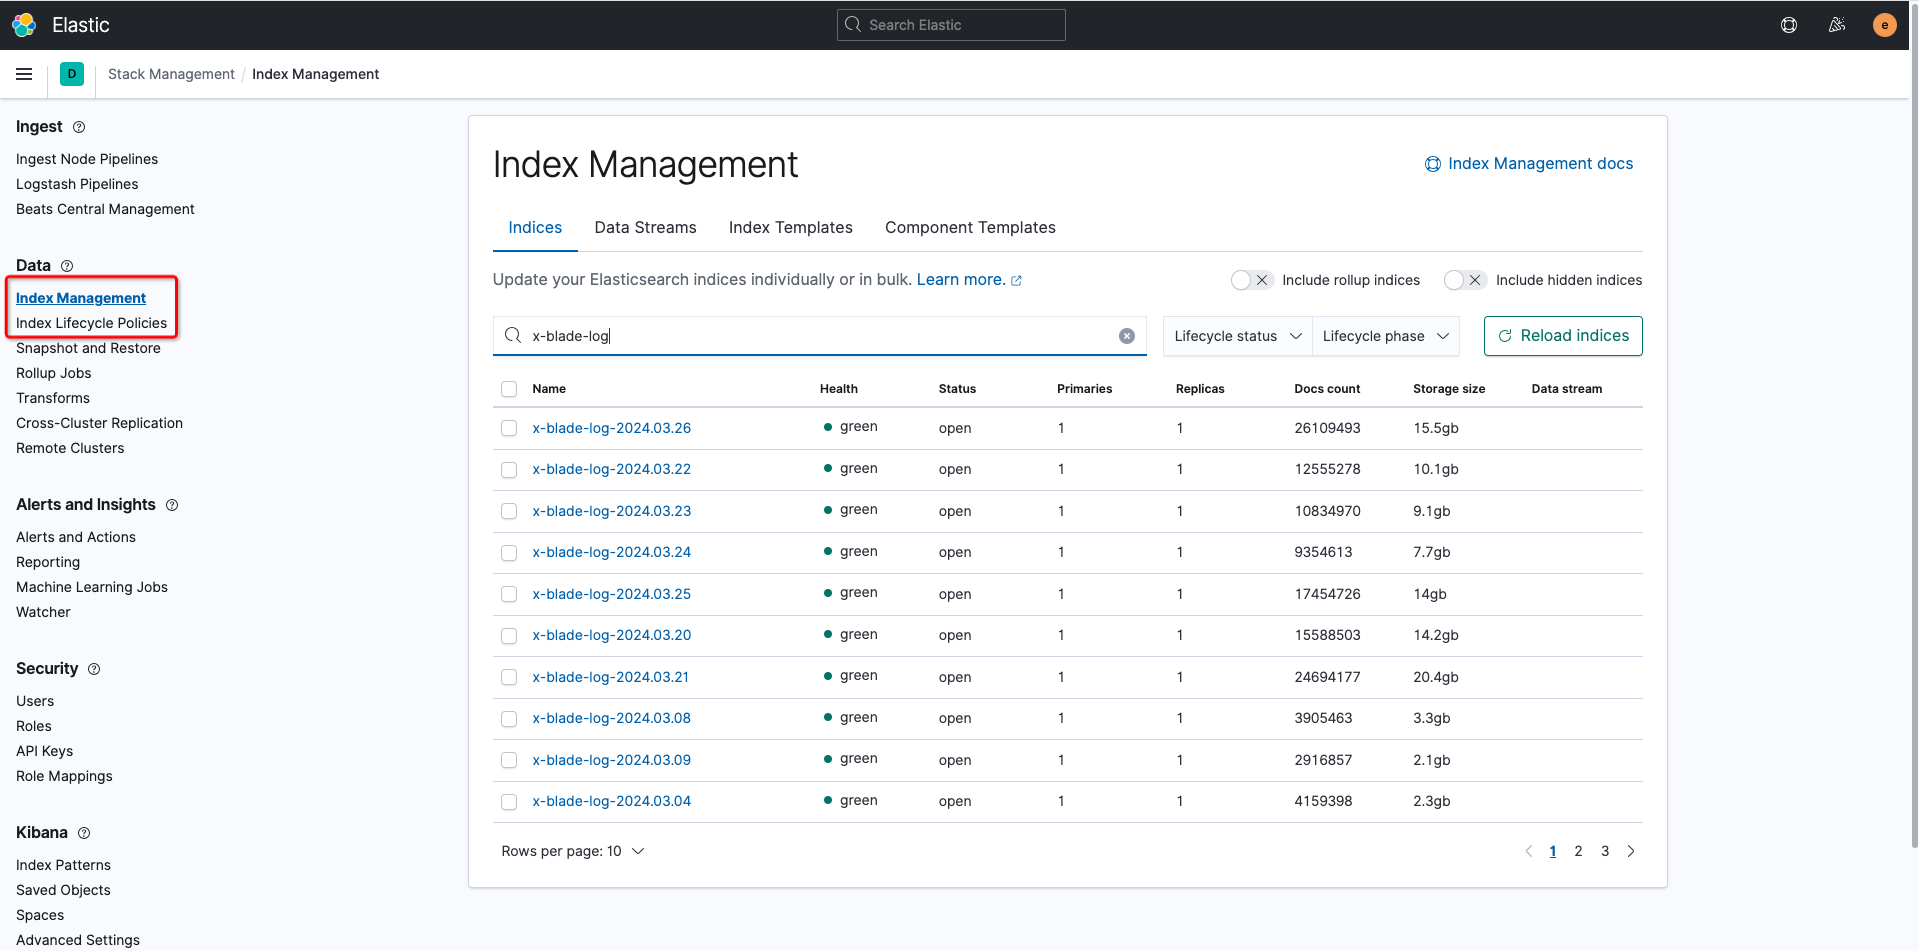 Elastic
Search Elastic
e
D
Stack Management / Index Management
Ingest
Ingest Node Pipelines
Logstash Pipelines
Beats Central Management
Data
Index Management
Index Lifecycle Policies
Snapshot and Restore
Rollup Jobs
Transforms
Cross-Cluster Replication
Remote Clusters
Alerts and Insights
Alerts and Actions
Reporting
Machine Learning Jobs
Watcher
Security
Users
Roles
API Keys
Role Mappings
Kibana
Index Patterns
Saved Objects
Spaces
Advanced Settings
Index Management
Index Management docs
Indices Data Streams Index Templates Component Templates
Update your Elasticsearch indices individually or in bulk. Learn more.
Include rollup indices Include hidden indices
x-blade-log
Lifecycle status Lifecycle phase Reload indices
Name Health Status Primaries Replicas Docs count Storage size Data stream
x-blade-log-2024.03.26 green open 1 1 26109493 15.5gb
x-blade-log-2024.03.22 green open 1 1 12555278 10.1gb
x-blade-log-2024.03.23 green open 1 1 10834970 9.1gb
x-blade-log-2024.03.24 green open 1 1 9354613 7.7gb
x-blade-log-2024.03.25 green open 1 1 17454726 14gb
x-blade-log-2024.03.20 green open 1 1 15588503 14.2gb
x-blade-log-2024.03.21 green open 1 1 24694177 20.4gb
x-blade-log-2024.03.08 green open 1 1 3905463 3.3gb
x-blade-log-2024.03.09 green open 1 1 2916857 2.1gb
x-blade-log-2024.03.04 green open 1 1 4159398 2.3gb
Rows per page: 10
1 2 3